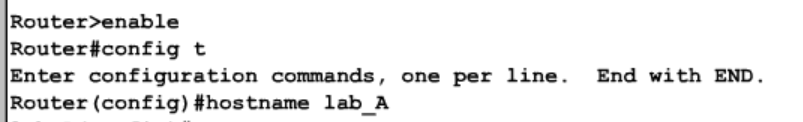 Router>enable
Router#config t
Enter configuration commands, one per line.  End with END.
Router(config)#hostname lab_A